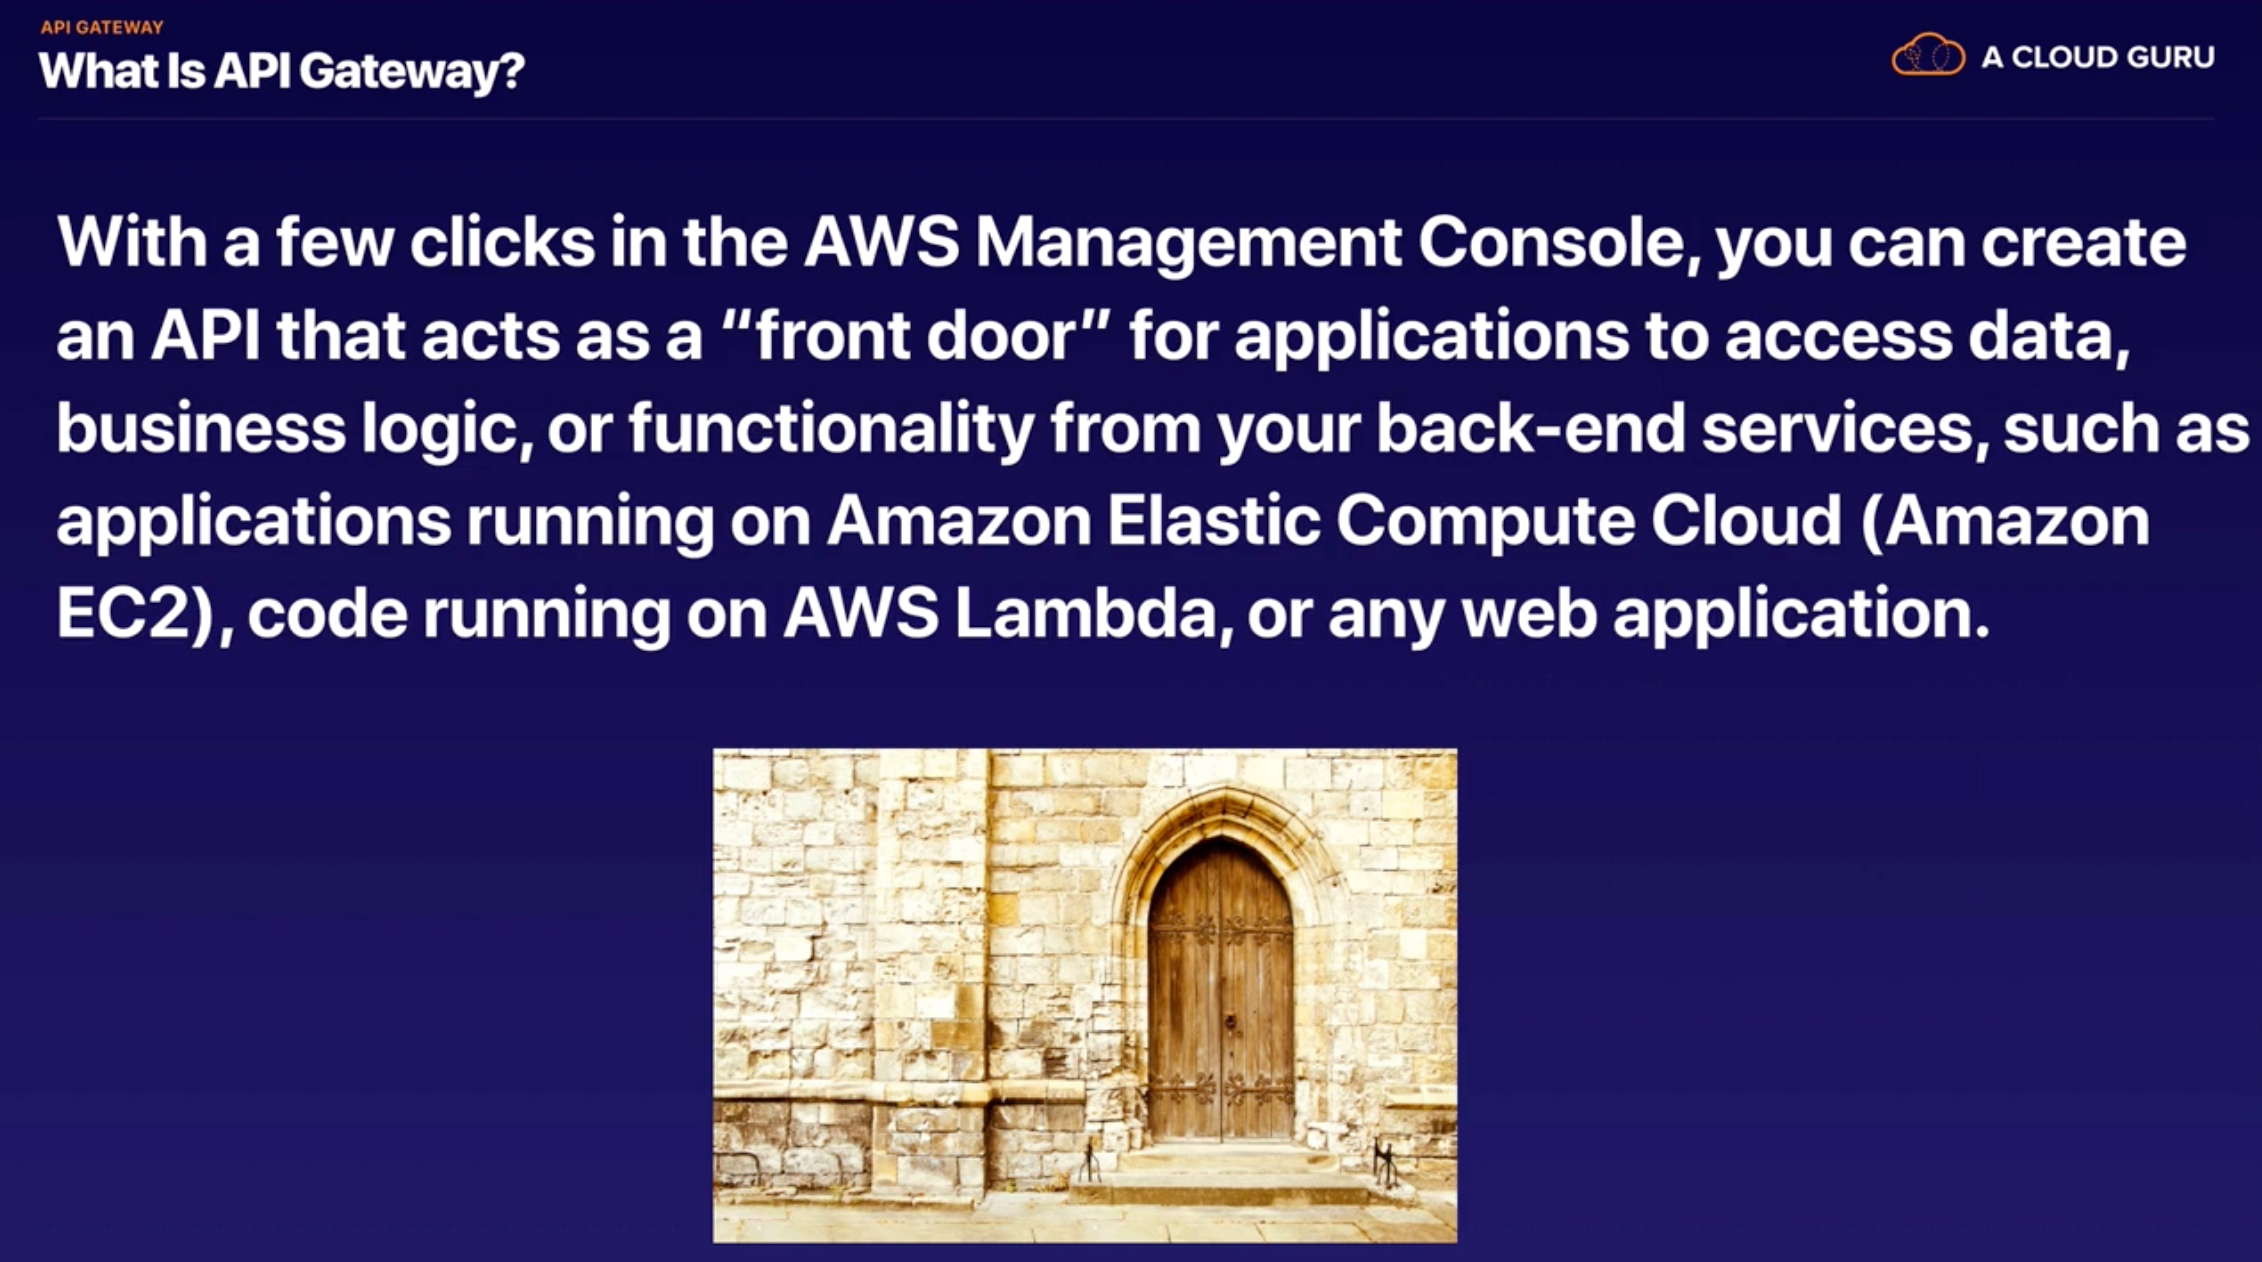 API GATEWAY
What Is API Gateway?
A CLOUD GURU
With a few clicks in the AWS Management Console, you can create
an API that acts as a “front door” for applications to access data,
business logic, or functionality from your back-end services, such as
applications running on Amazon Elastic Compute Cloud (Amazon
EC2), code running on AWS Lambda, or any web application.